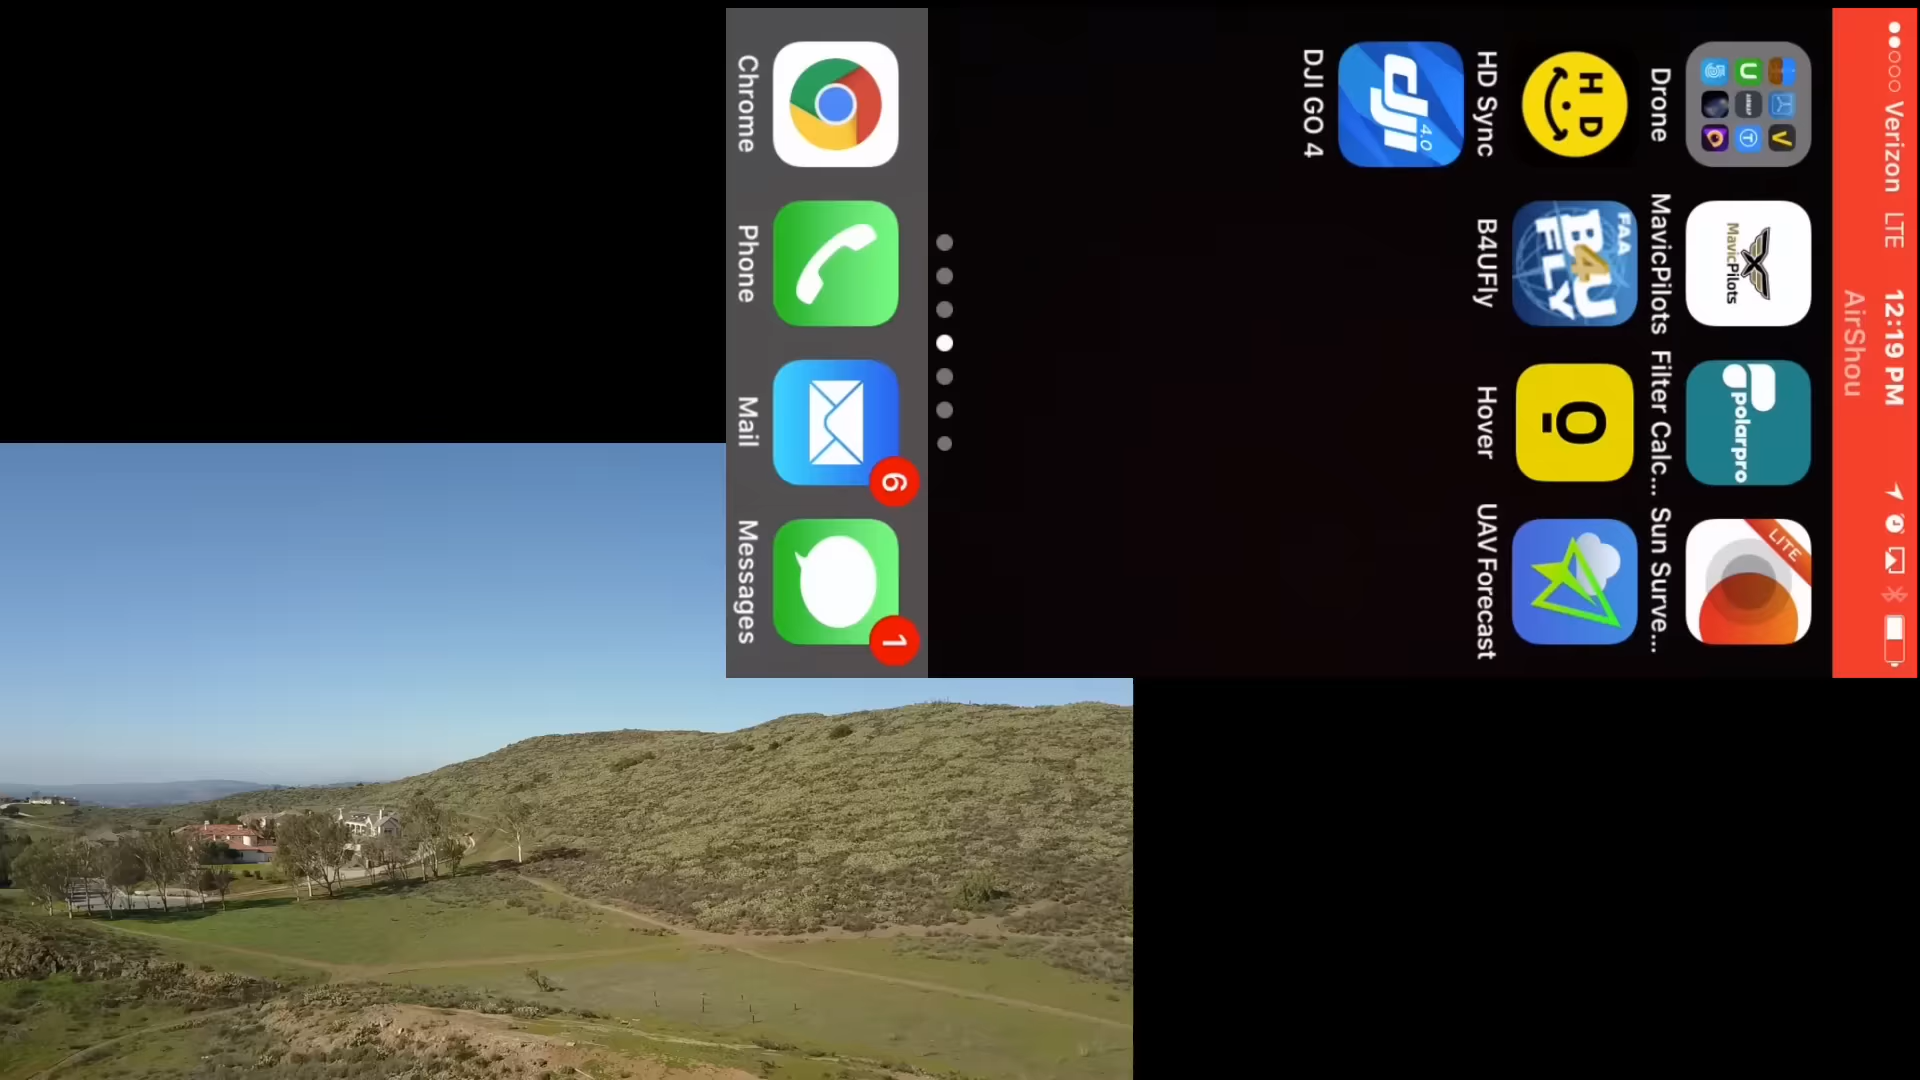 Verizon LTE 12:19 PM
AirShou
MavicPilots
polarpro
LITE
Drone MavicPilots Filter Calc... Sun Surve...
H D
FAA
B4U
FLY
HD Sync B4UFly Hover UAV Forecast
dji 4.0
DJI GO 4
6
1
Chrome Phone Mail Messages